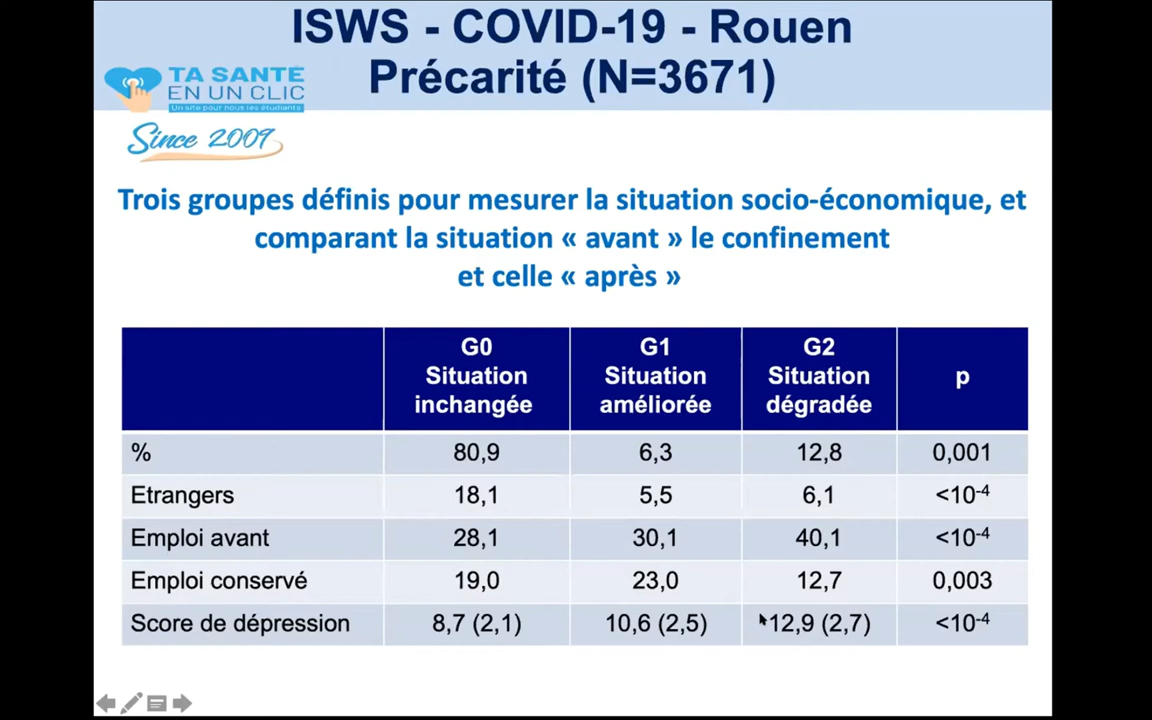 ISWS - COVID-19 - Rouen
Précarité (N=3671)
TA SANTÉ
EN UN CLIC
Un site pour nous les étudiants
Since 2009
Trois groupes définis pour mesurer la situation socio-économique, et
comparant la situation « avant » le confinement
et celle « après »
G0 Situation inchangée G1 Situation améliorée G2 Situation dégradée p
% 80,9 6,3 12,8 0,001
Etrangers 18,1 5,5 6,1 <10-4
Emploi avant 28,1 30,1 40,1 <10-4
Emploi conservé 19,0 23,0 12,7 0,003
Score de dépression 8,7 (2,1) 10,6 (2,5) 12,9 (2,7) <10-4